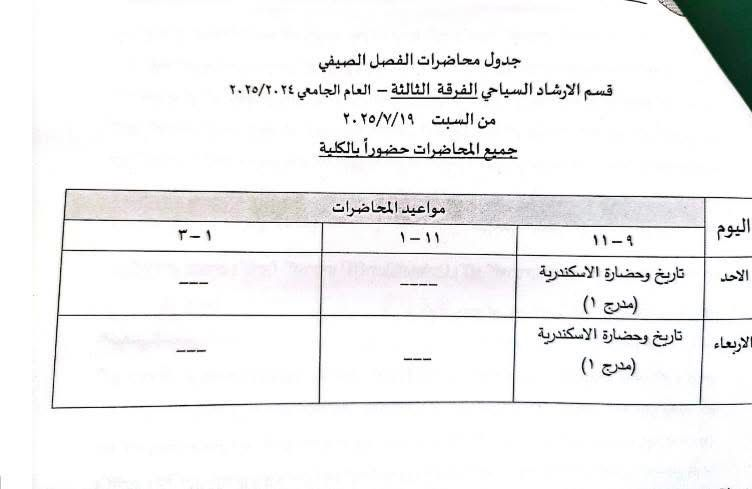 جدول محاضرات الفصل الصيفي
قسم الارشاد السياحي الفرقة الثالثة – العام الجامعي ٢٠٢٥/٢٠٢٤
من السبت ٢٠٢٥/٧/١٩
جميع المحاضرات حضوراً بالكلية
اليوم
مواعيد المحاضرات
٩ – ١١
١١ – ١
١ – ٣
الاحد
تاريخ وحضارة الاسكندرية
(مدرج ١)
----
---
الاربعاء
تاريخ وحضارة الاسكندرية
(مدرج ١)
---
---